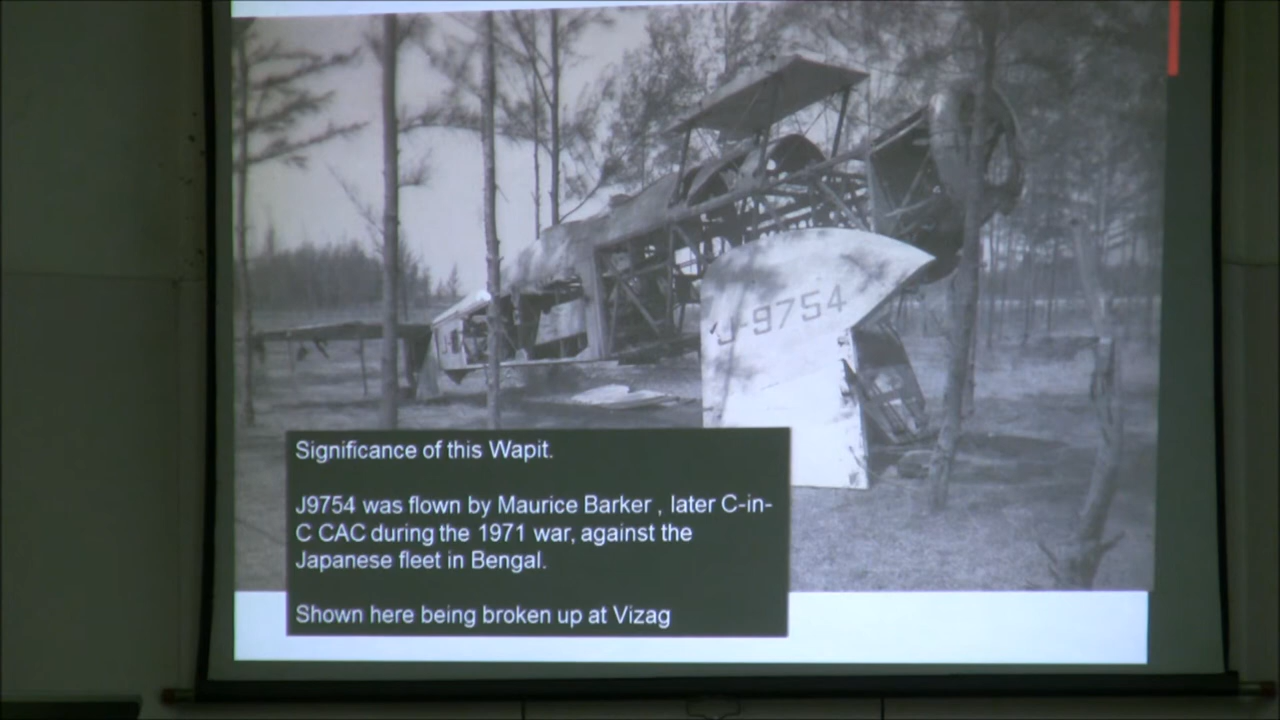 J-9754
Significance of this Wapit.
J9754 was flown by Maurice Barker , later C-in-
C CAC during the 1971 war, against the
Japanese fleet in Bengal.
Shown here being broken up at Vizag